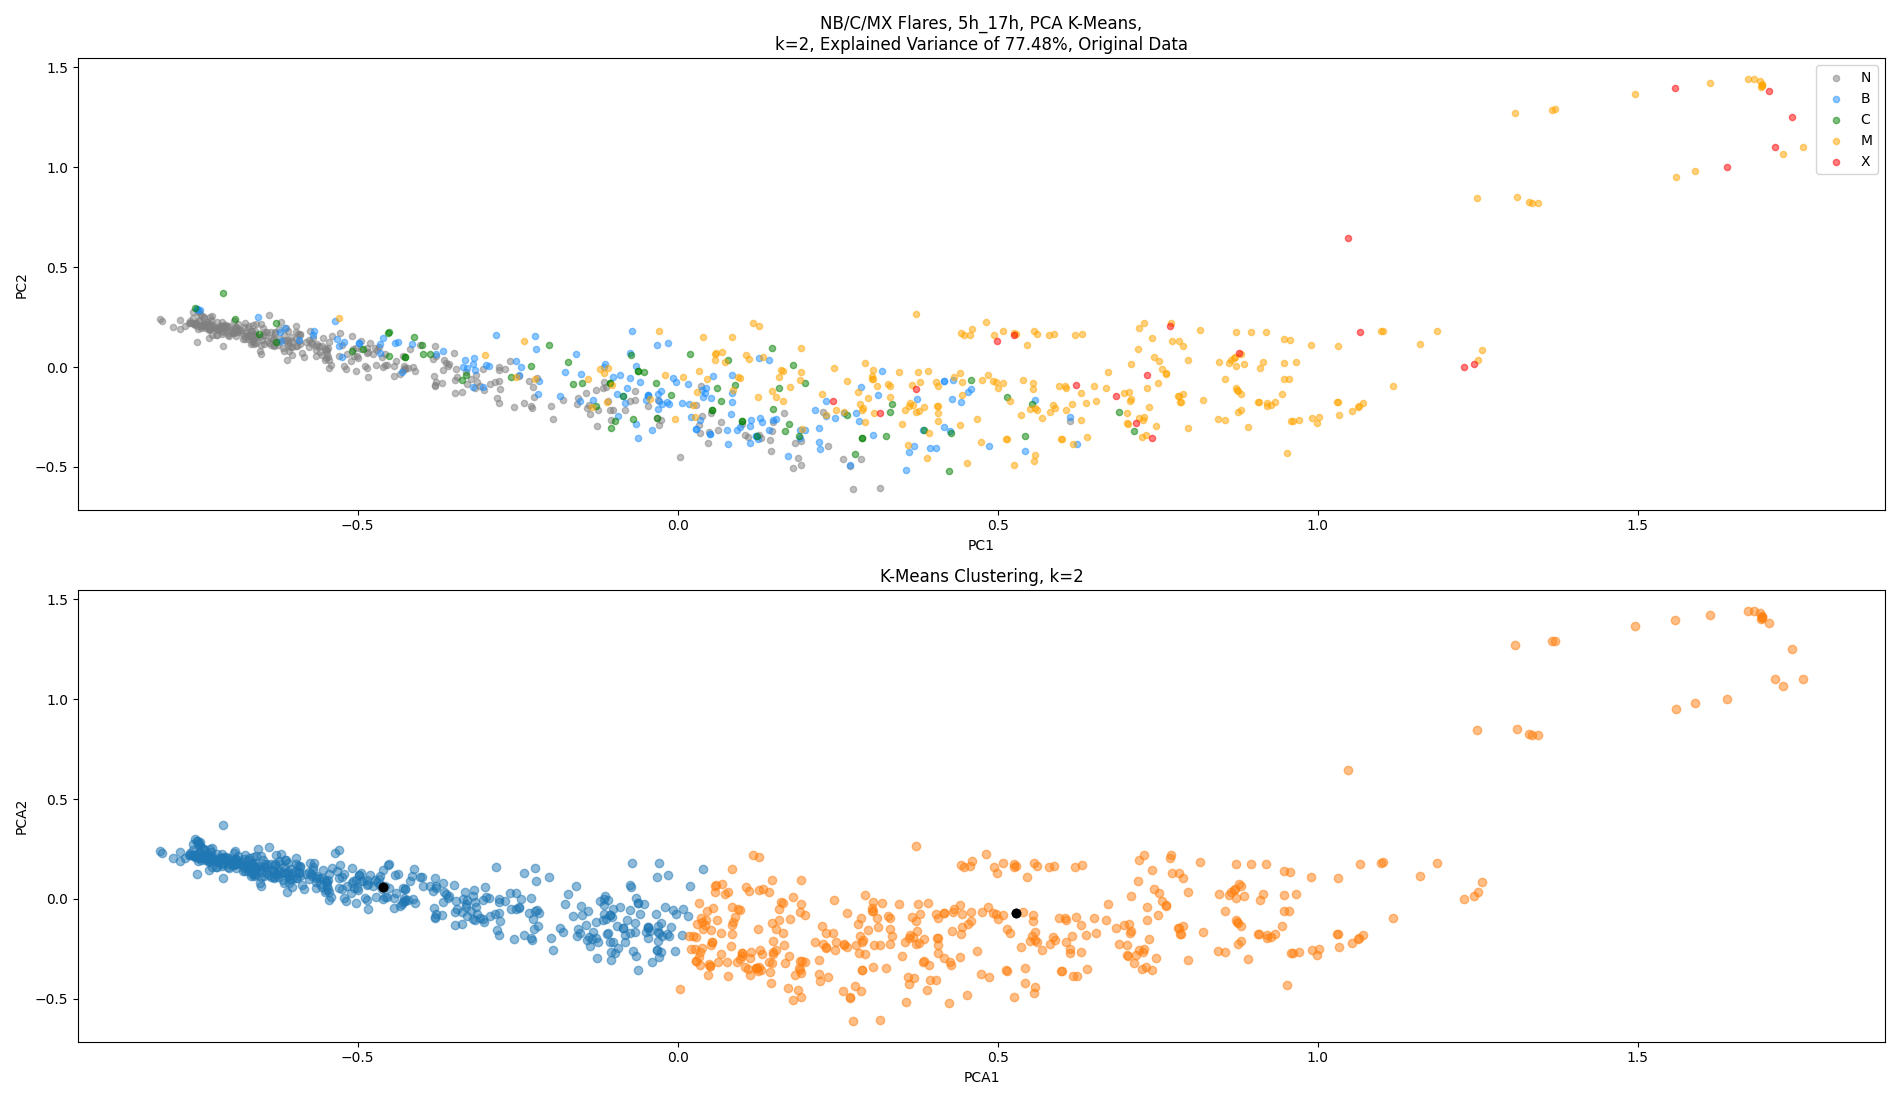 NB/C/MX Flares, 5h_17h, PCA K-Means,
k=2, Explained Variance of 77.48%, Original Data
1.5
1.0
0.5
0.0
−0.5
PC2
N
B
C
M
X
−0.5
0.0
0.5
1.0
1.5
PC1
K-Means Clustering, k=2
1.5
1.0
0.5
0.0
−0.5
PCA2
−0.5
0.0
0.5
1.0
1.5
PCA1